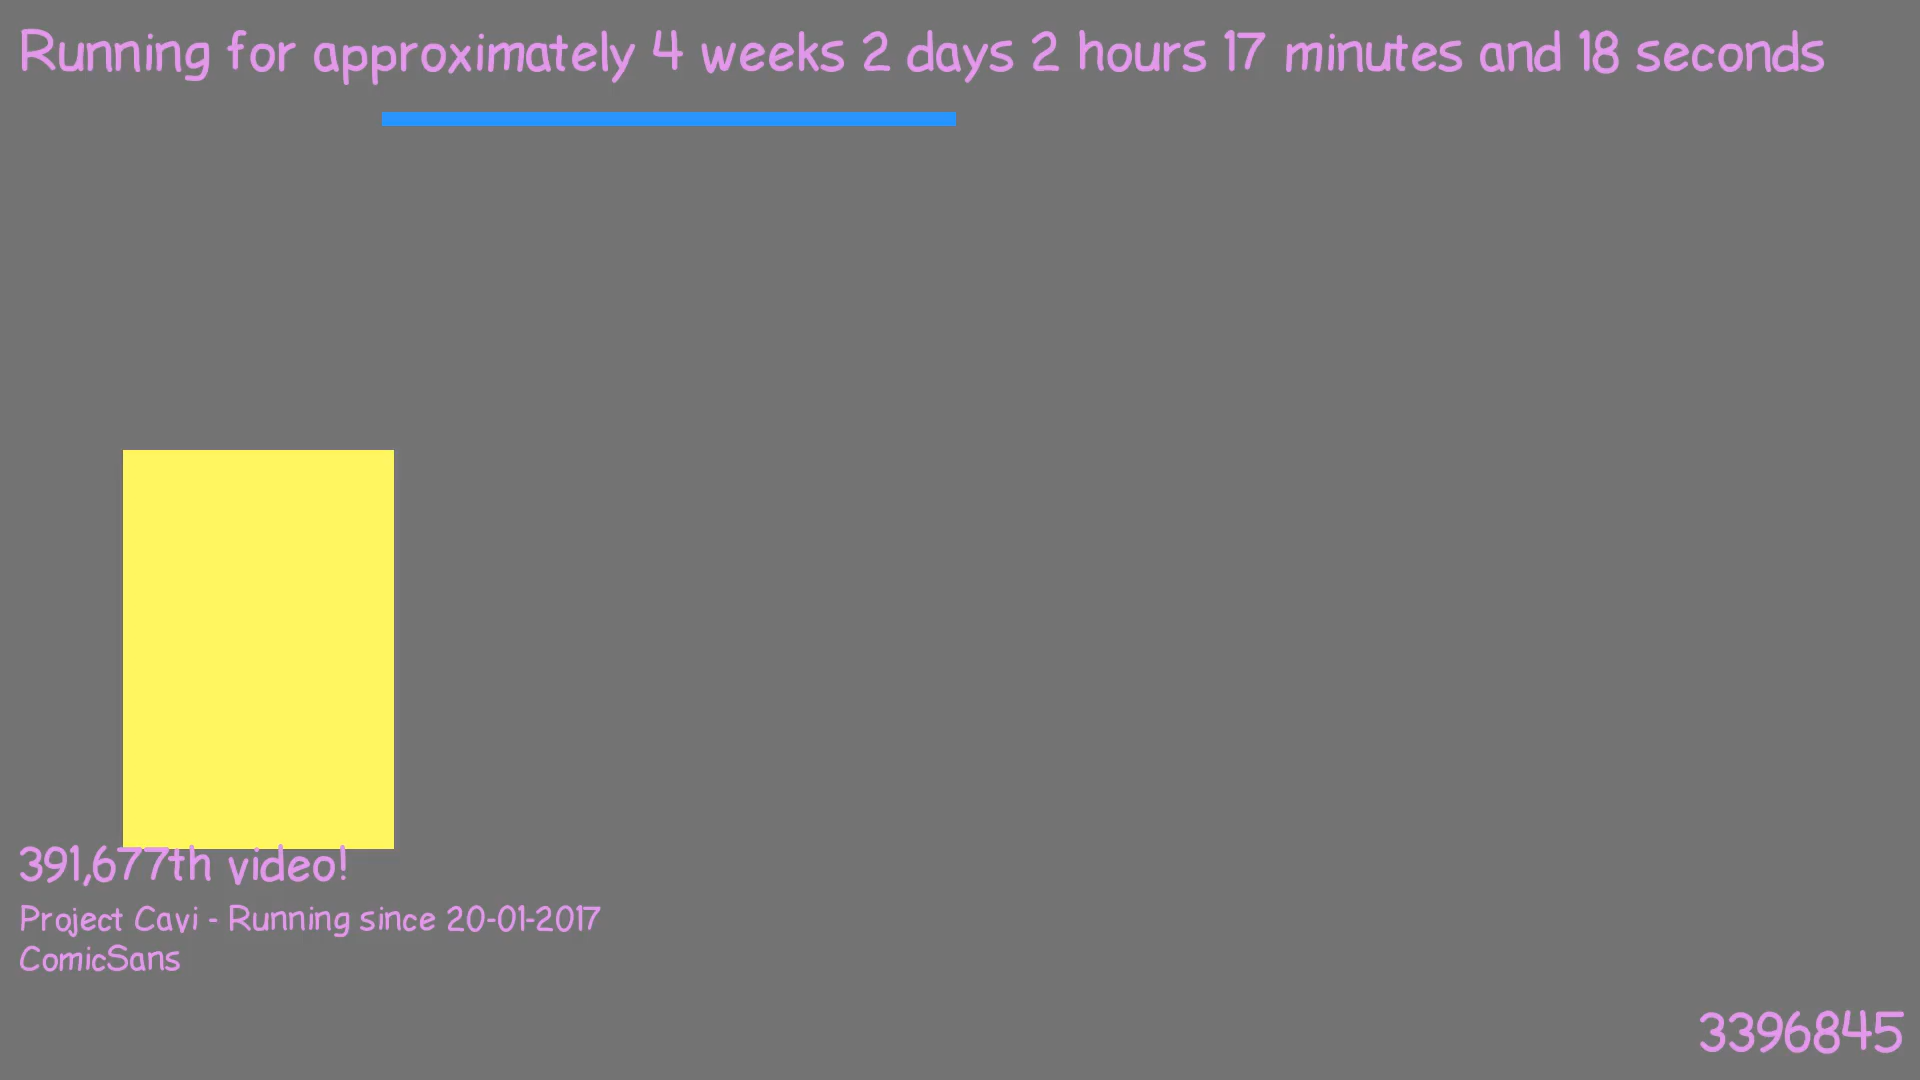 Running for approximately 4 weeks 2 days 2 hours 17 minutes and 18 seconds
391,677th video!
Project Cavi - Running since 20-01-2017
ComicSans
3396845